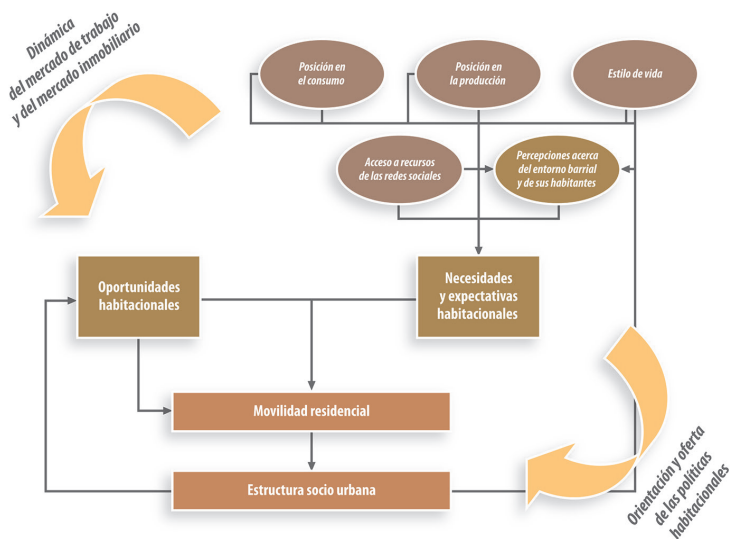 Dinámica
del mercado de trabajo
y del mercado inmobiliario
Posición en
el consumo
Posición en
la producción
Estilo de vida
Acceso a recursos
de las redes sociales
Percepciones acerca
del entorno barrial
y de sus habitantes
Oportunidades
habitacionales
Necesidades
y expectativas
habitacionales
Movilidad residencial
Estructura socio urbana
Orientación y oferta
de las políticas
habitacionales